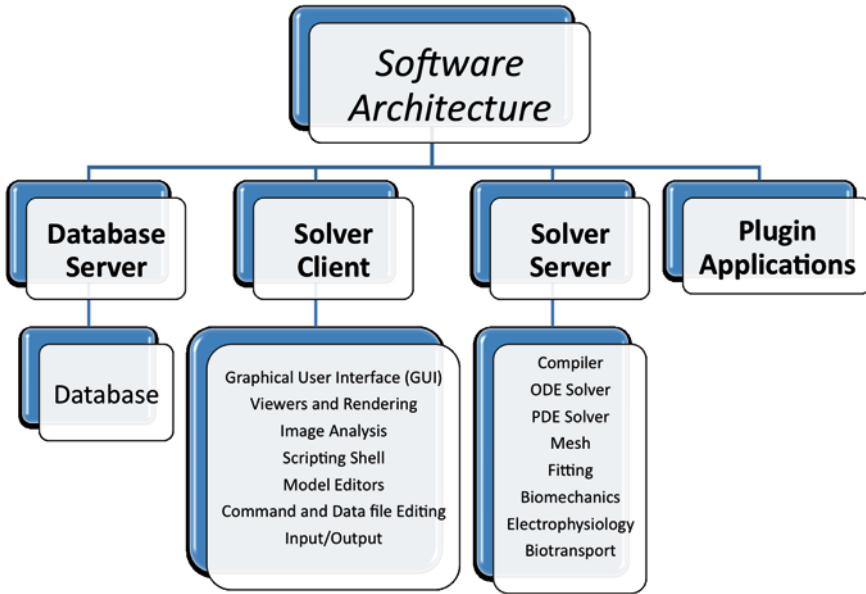 Software
Architecture
Database
Server
Solver
Client
Solver
Server
Plugin
Applications
Database
Graphical User Interface (GUI)
Viewers and Rendering
Image Analysis
Scripting Shell
Model Editors
Command and Data file Editing
Input/Output
Compiler
ODE Solver
PDE Solver
Mesh
Fitting
Biomechanics
Electrophysiology
Biotransport